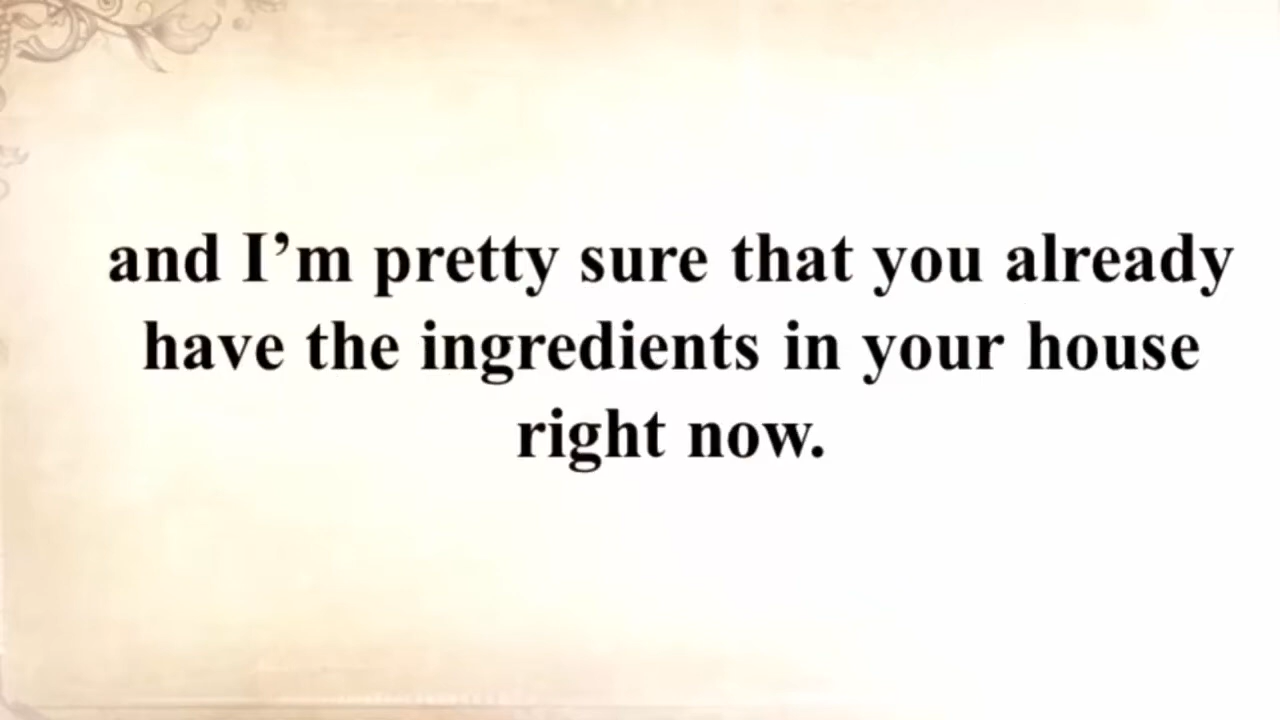 and I’m pretty sure that you already
have the ingredients in your house
right now.